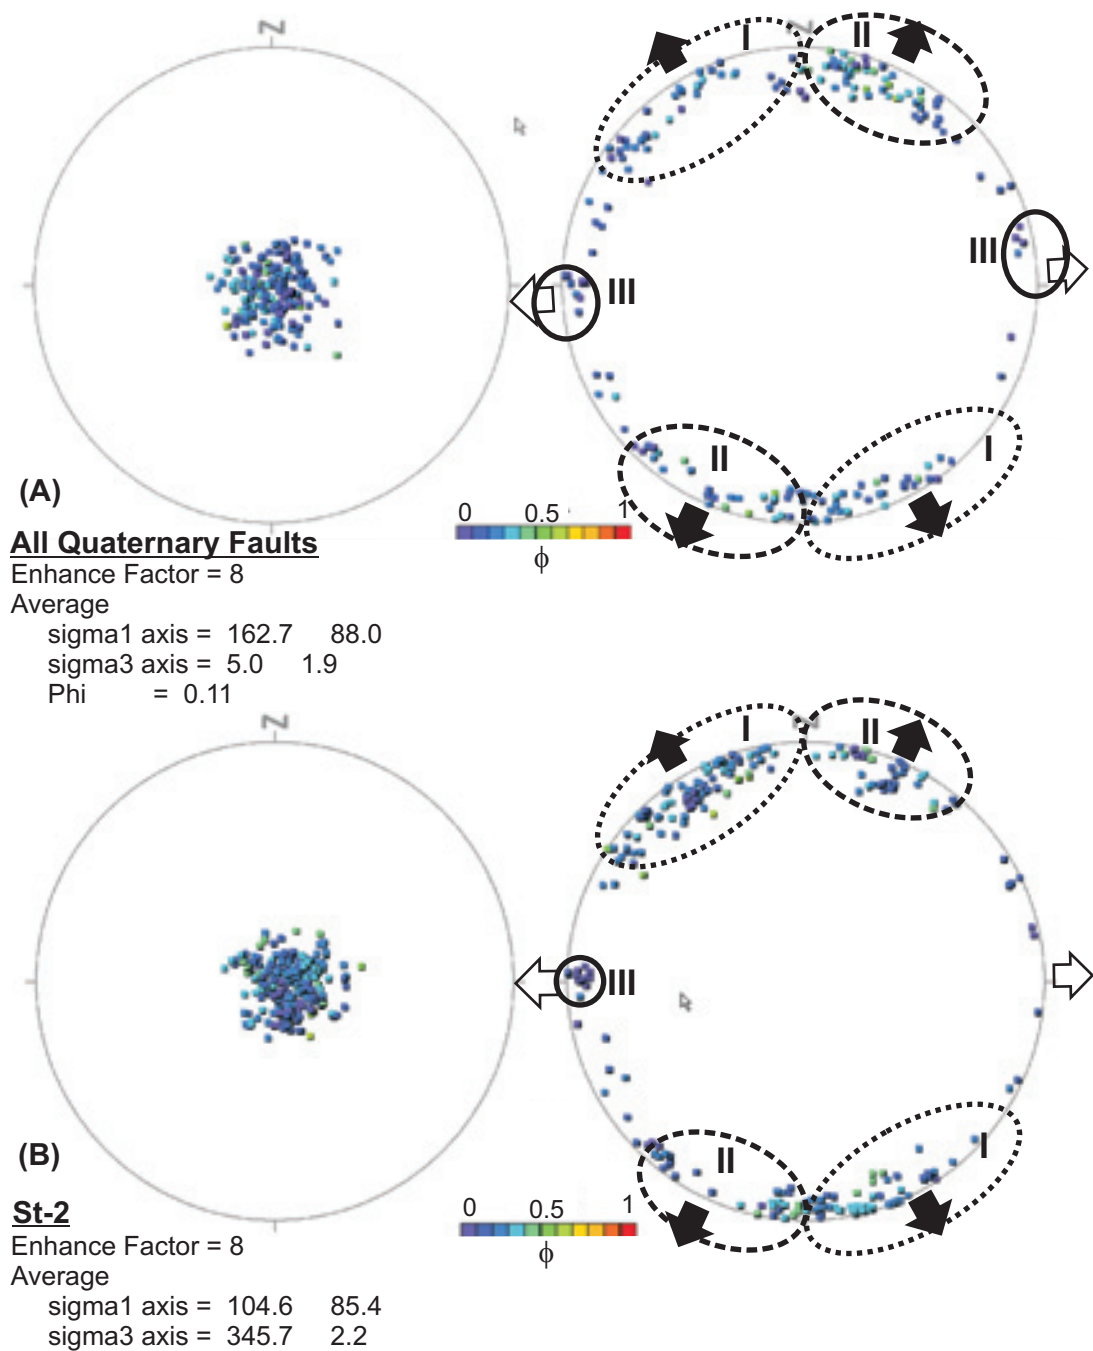 N
N
I
II
III
III
II
I
(A)
0 0.5 1
ϕ
All Quaternary Faults
Enhance Factor = 8
Average
sigma1 axis = 162.7 88.0
sigma3 axis = 5.0 1.9
Phi = 0.11
N
I
II
III
II
I
(B)
0 0.5 1
ϕ
St-2
Enhance Factor = 8
Average
sigma1 axis = 104.6 85.4
sigma3 axis = 345.7 2.2